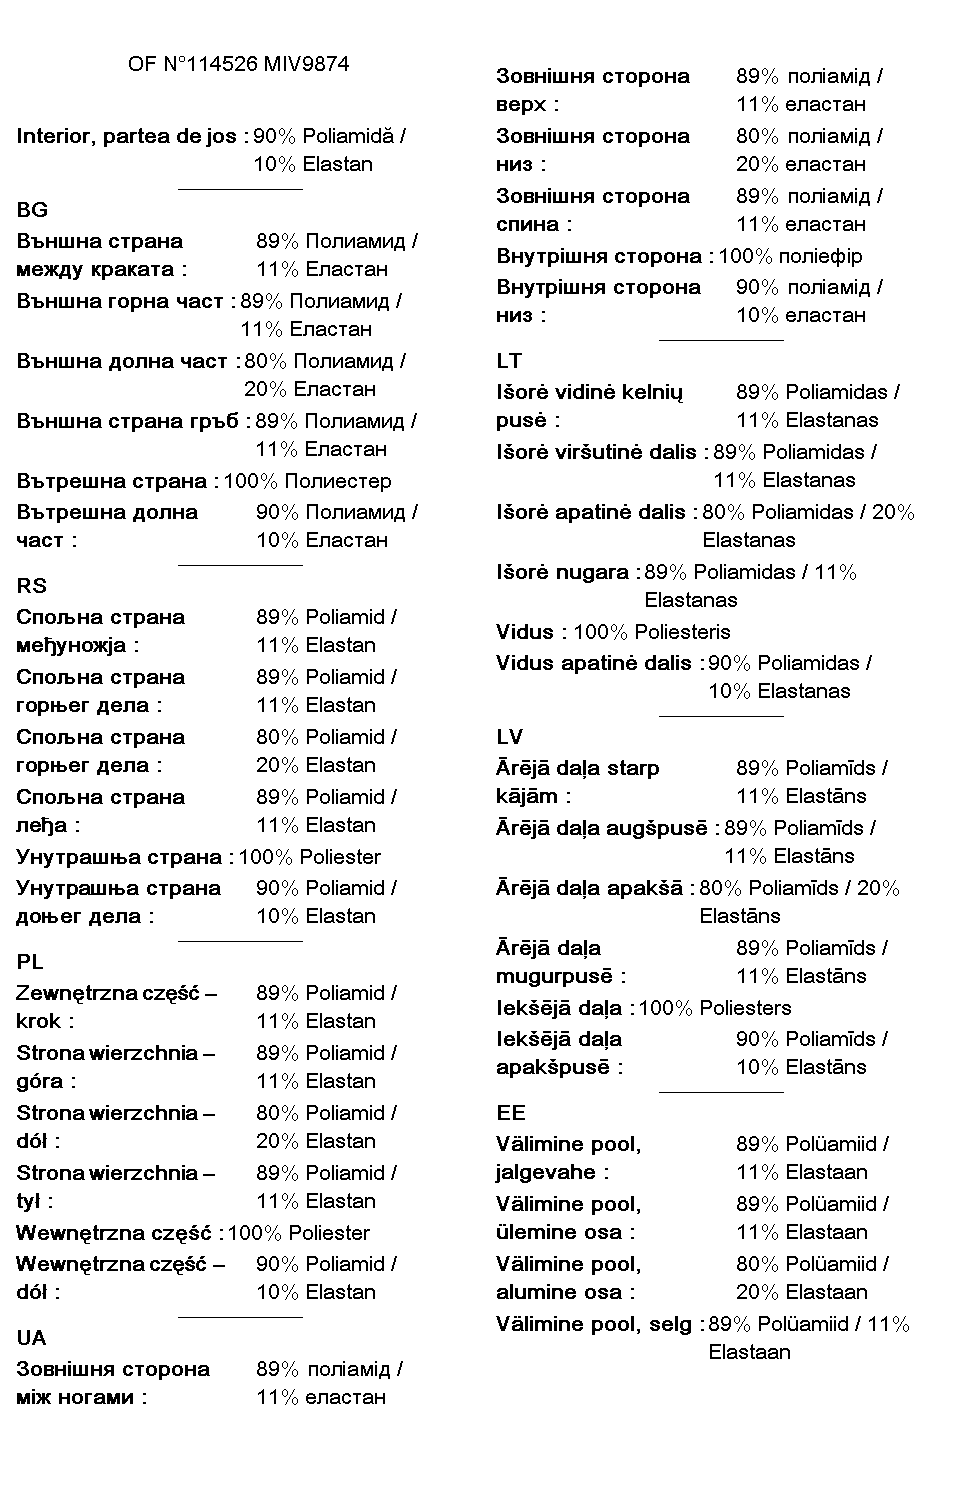 OF N°114526 MIV9874
Interior, partea de jos : 90% Poliamidă /
10% Elastan
BG
Външна страна 89% Полиамид /
между краката : 11% Еластан
Външна горна част : 89% Полиамид /
11% Еластан
Външна долна част : 80% Полиамид /
20% Еластан
Външна страна гръб : 89% Полиамид /
11% Еластан
Вътрешна страна : 100% Полиестер
Вътрешна долна 90% Полиамид /
част : 10% Еластан
RS
Спољна страна 89% Poliamid /
међуножја : 11% Elastan
Спољна страна 89% Poliamid /
горњег дела : 11% Elastan
Спољна страна 80% Poliamid /
горњег дела : 20% Elastan
Спољна страна 89% Poliamid /
леђа : 11% Elastan
Унутрашња страна : 100% Poliester
Унутрашња страна 90% Poliamid /
доњег дела : 10% Elastan
PL
Zewnętrzna część – 89% Poliamid /
krok : 11% Elastan
Strona wierzchnia – 89% Poliamid /
góra : 11% Elastan
Strona wierzchnia – 80% Poliamid /
dół : 20% Elastan
Strona wierzchnia – 89% Poliamid /
tył : 11% Elastan
Wewnętrzna część : 100% Poliester
Wewnętrzna część – 90% Poliamid /
dół : 10% Elastan
UA
Зовнішня сторона 89% поліамід /
між ногами : 11% еластан
Зовнішня сторона 89% поліамід /
верх : 11% еластан
Зовнішня сторона 80% поліамід /
низ : 20% еластан
Зовнішня сторона 89% поліамід /
спина : 11% еластан
Внутрішня сторона : 100% поліефір
Внутрішня сторона 90% поліамід /
низ : 10% еластан
LT
Išorė vidinė kelnių 89% Poliamidas /
pusė : 11% Elastanas
Išorė viršutinė dalis : 89% Poliamidas /
11% Elastanas
Išorė apatinė dalis : 80% Poliamidas / 20%
Elastanas
Išorė nugara : 89% Poliamidas / 11%
Elastanas
Vidus : 100% Poliesteris
Vidus apatinė dalis : 90% Poliamidas /
10% Elastanas
LV
Ārējā daļa starp 89% Poliamīds /
kājām : 11% Elastāns
Ārējā daļa augšpusē : 89% Poliamīds /
11% Elastāns
Ārējā daļa apakšā : 80% Poliamīds / 20%
Elastāns
Ārējā daļa 89% Poliamīds /
mugurpusē : 11% Elastāns
Iekšējā daļa : 100% Poliesters
Iekšējā daļa 90% Poliamīds /
apakšpusē : 10% Elastāns
EE
Välimine pool, 89% Polüamiid /
jalgevahe : 11% Elastaan
Välimine pool, 89% Polüamiid /
ülemine osa : 11% Elastaan
Välimine pool, 80% Polüamiid /
alumine osa : 20% Elastaan
Välimine pool, selg : 89% Polüamiid / 11%
Elastaan